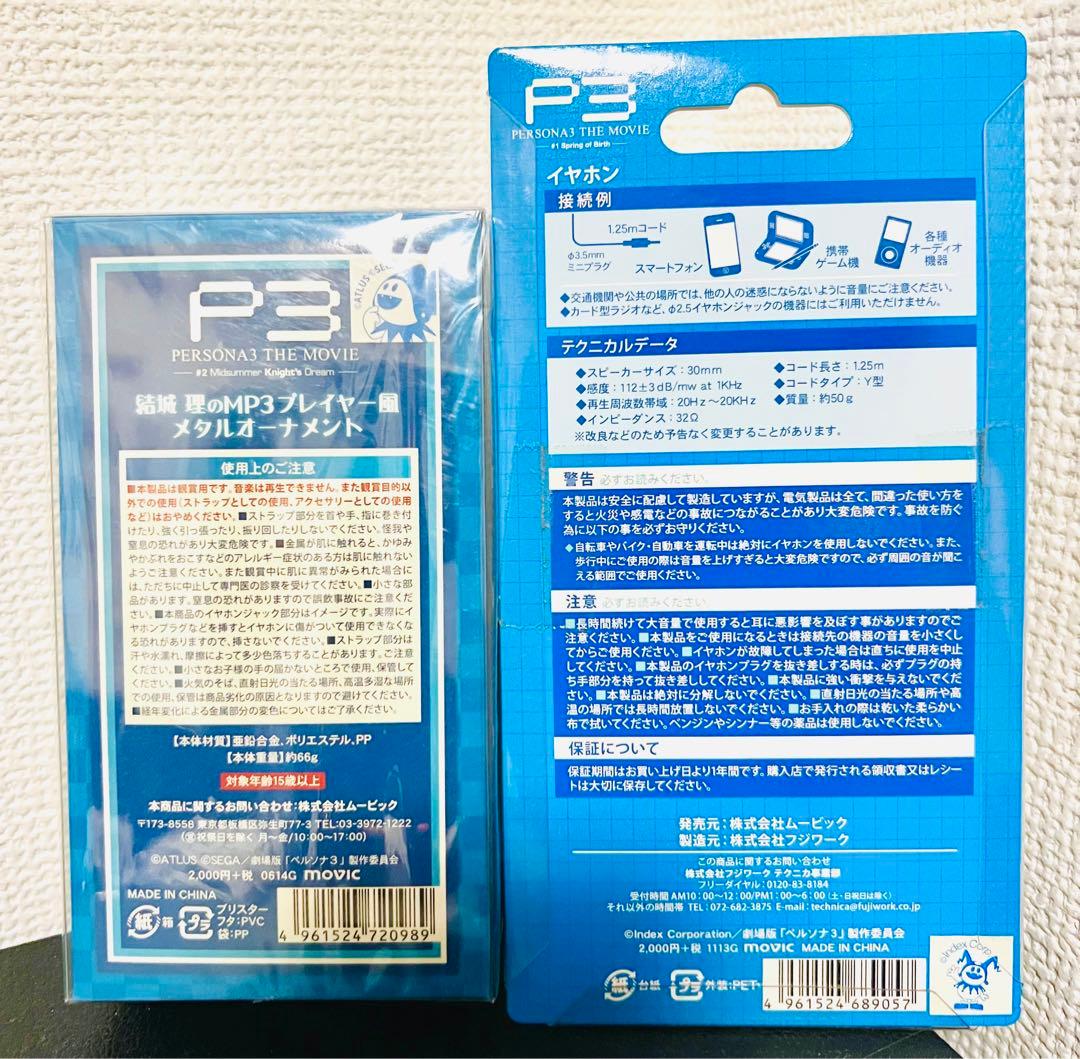 P3
PERSONA3 THE MOVIE
#2 Midsummer Knight's Dream
©ATLUS ©SEGA
結城 理のMP3プレイヤー風
メタルオーナメント
使用上のご注意
■本製品は観賞用です。音楽は再生できません。また観賞目的以
外での使用(ストラップとしての使用、アクセサリーとしての使用
など)はおやめください。■ストラップ部分を首や手、指に巻き付
けたり、強く引っ張ったり、振り回したりしないでください。怪我や
窒息の恐れがあり大変危険です。■金属が肌に触れると、かゆみ
やかぶれをおこすなどのアレルギー症状のある方は肌に触れない
ようご注意ください。また観賞中に肌に異常がみられた場合に
は、ただちに中止して専門医の診察を受けてください。■小さな部
品があります。窒息の恐れがありますので誤飲事故にご注意くだ
さい。■本商品のイヤホンジャック部分はイメージです。実際にイ
ヤホンプラグなどを挿すとイヤホンに傷がついて使用できなくな
る恐れがありますので、挿さないでください。■ストラップ部分は
汗や水濡れ、摩擦によって多少色落ちすることがあります。ご注意
ください。■小さなお子様の手の届かないところで使用、保管して
ください。■火気のそば、直射日光の当たる場所、高温多湿な場所
での使用、保管は商品劣化の原因となりますので避けてください。
■経年変化による金属部分の変色についてはご了承ください。
【本体材質】亜鉛合金、ポリエステル、PP
【本体重量】約66g
対象年齢15歳以上
本商品に関するお問い合わせ:株式会社ムービック
〒173-8558 東京都板橋区弥生町77-3 TEL:03-3972-1222
(祝祭日を除く 月〜金/10:00〜17:00)
©ATLUS ©SEGA/劇場版「ペルソナ3」製作委員会
2,000円+税 0614G movic
MADE IN CHINA
紙 箱 プラ ブリスター
フタ:PVC
袋:PP
4 961524 720989
P3
PERSONA3 THE MOVIE
#1 Spring of Birth
イヤホン
接続例
1.25mコード
φ3.5mm
ミニプラグ
スマートフォン
携帯
ゲーム機
各種
オーディオ
機器
◆交通機関や公共の場所では、他の人の迷惑にならないように音量にご注意ください。
◆カード型ラジオなど、φ2.5イヤホンジャックの機器にはご利用いただけません。
テクニカルデータ
◆スピーカーサイズ:30mm
◆感度:112±3dB/mw at 1KHz
◆再生周波数帯域:20Hz〜20KHz
◆インピーダンス:32Ω
◆コード長さ:1.25m
◆コードタイプ:Y型
◆質量:約50g
※改良などのため予告なく変更することがあります。
警告 必ずお読みください。
本製品は安全に配慮して製造していますが、電気製品は全て、間違った使い方を
すると火災や感電などの事故につながることがあり大変危険です。事故を防ぐ
為に以下の事を必ずお守りください。
◆自転車やバイク・自動車を運転中は絶対にイヤホンを使用しないでください。また、
歩行中にご使用の際は音量を上げすぎると大変危険ですので、必ず周囲の音が聞こ
える範囲でご使用ください。
注意 必ずお読みください
■長時間続けて大音量で使用すると耳に悪影響を及ぼす事がありますのでご
注意ください。■本製品をご使用になるときは接続先の機器の音量を小さくし
てからご使用ください。■イヤホンが故障してしまった場合は直ちに使用を中止
してください。■本製品のイヤホンプラグを抜き差しする時は、必ずプラグの持
ち手部分を持って抜き差ししてください。■本製品に強い衝撃を与えないでくだ
さい。■本製品は絶対に分解しないでください。■直射日光の当たる場所や高
温の場所では長時間放置しないでください。■お手入れの際は乾いた柔らかい
布で拭いてください。ベンジンやシンナー等の薬品は使用しないでください。
保証について
保証期間はお買い上げ日より1年間です。購入店で発行される領収書又はレシー
トは大切に保存してください。
発売元:株式会社ムービック
製造元:株式会社フジワーク
この商品に関するお問い合わせ
株式会社フジワーク テクニカ事業部
フリーダイヤル:0120-83-8184
受付時間 AM10:00〜12:00/PM1:00〜6:00(土・日祝日は除く)
それ以外の時間帯 TEL:072-682-3875 E-mail:technica@fujiwork.co.jp
©Index Corporation/劇場版「ペルソナ3」製作委員会
2,000円+税 1113G movic MADE IN CHINA
紙 台紙 プラ 外装:PET
4 961524 689057
©Index Corp